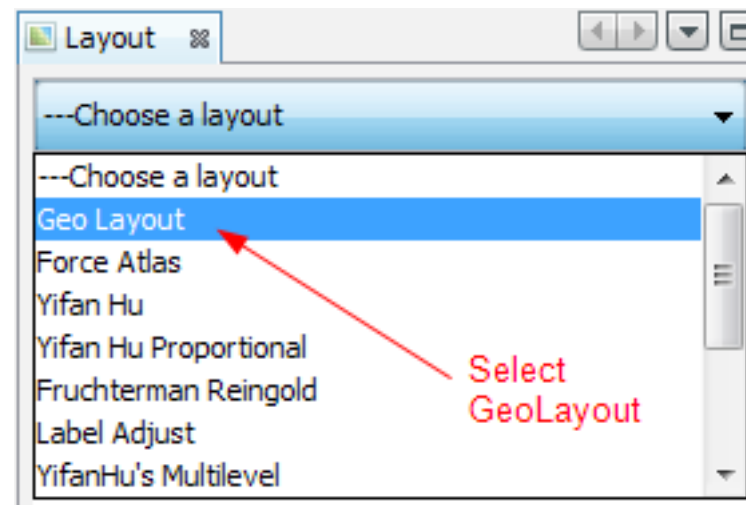 Layout
---Choose a layout
---Choose a layout
Geo Layout
Force Atlas
Yifan Hu
Yifan Hu Proportional
Fruchterman Reingold
Label Adjust
YifanHu's Multilevel
Select
GeoLayout